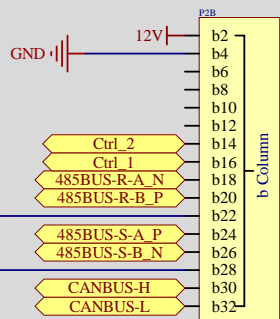 P2B
12V b2
GND b4
b6
b8
b10
b12
Ctrl_2 b14
Ctrl_1 b16
485BUS-R-A_N b18
485BUS-R-B_P b20
b22
485BUS-S-A_P b24
485BUS-S-B_N b26
b28
CANBUS-H b30
CANBUS-L b32
b Column